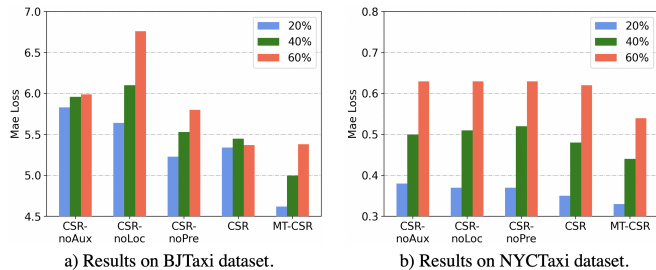 7.0
6.5
6.0
5.5
5.0
4.5
Mae Loss
20%
40%
60%
CSR-
noAux
CSR-
noLoc
CSR-
noPre
CSR
MT-CSR
a) Results on BJTaxi dataset.
0.8
0.7
0.6
0.5
0.4
0.3
Mae Loss
20%
40%
60%
CSR-
noAux
CSR-
noLoc
CSR-
noPre
CSR
MT-CSR
b) Results on NYCTaxi dataset.